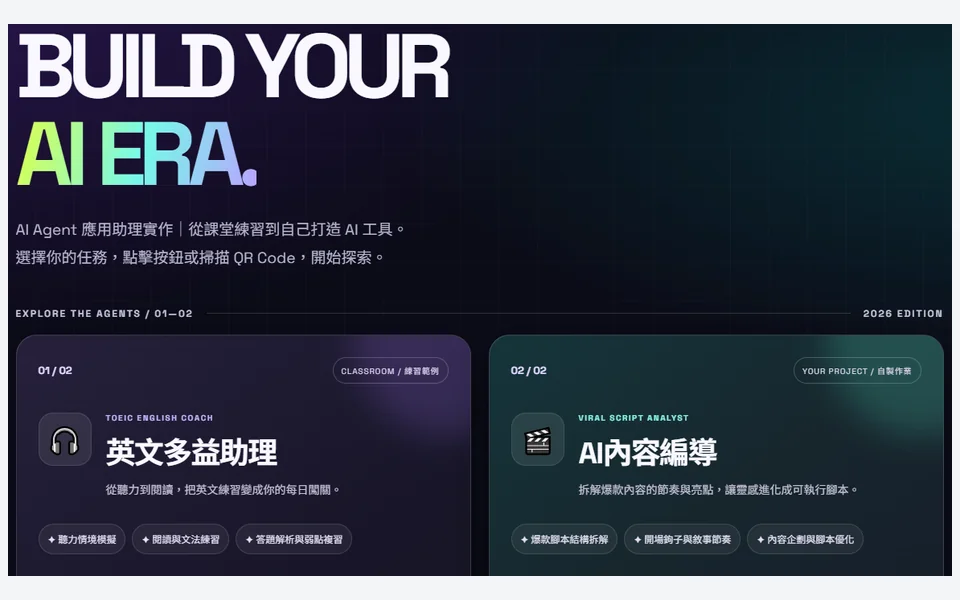 BUILD YOUR
AI ERA.
AI Agent 應用助理實作｜從課堂練習到自己打造 AI 工具。
選擇你的任務，點擊按鈕或掃描 QR Code，開始探索。
EXPLORE THE AGENTS / 01—02
2026 EDITION
01 / 02
CLASSROOM / 練習範例
TOEIC ENGLISH COACH
英文多益助理
從聽力到閱讀，把英文練習變成你的每日闖關。
✦ 聽力情境模擬
✦ 閱讀與文法練習
✦ 答題解析與弱點複習
02 / 02
YOUR PROJECT / 自製作業
VIRAL SCRIPT ANALYST
AI內容編導
拆解爆款內容的節奏與亮點，讓靈感進化成可執行腳本。
✦ 爆款腳本結構拆解
✦ 開場鉤子與敘事節奏
✦ 內容企劃與腳本優化